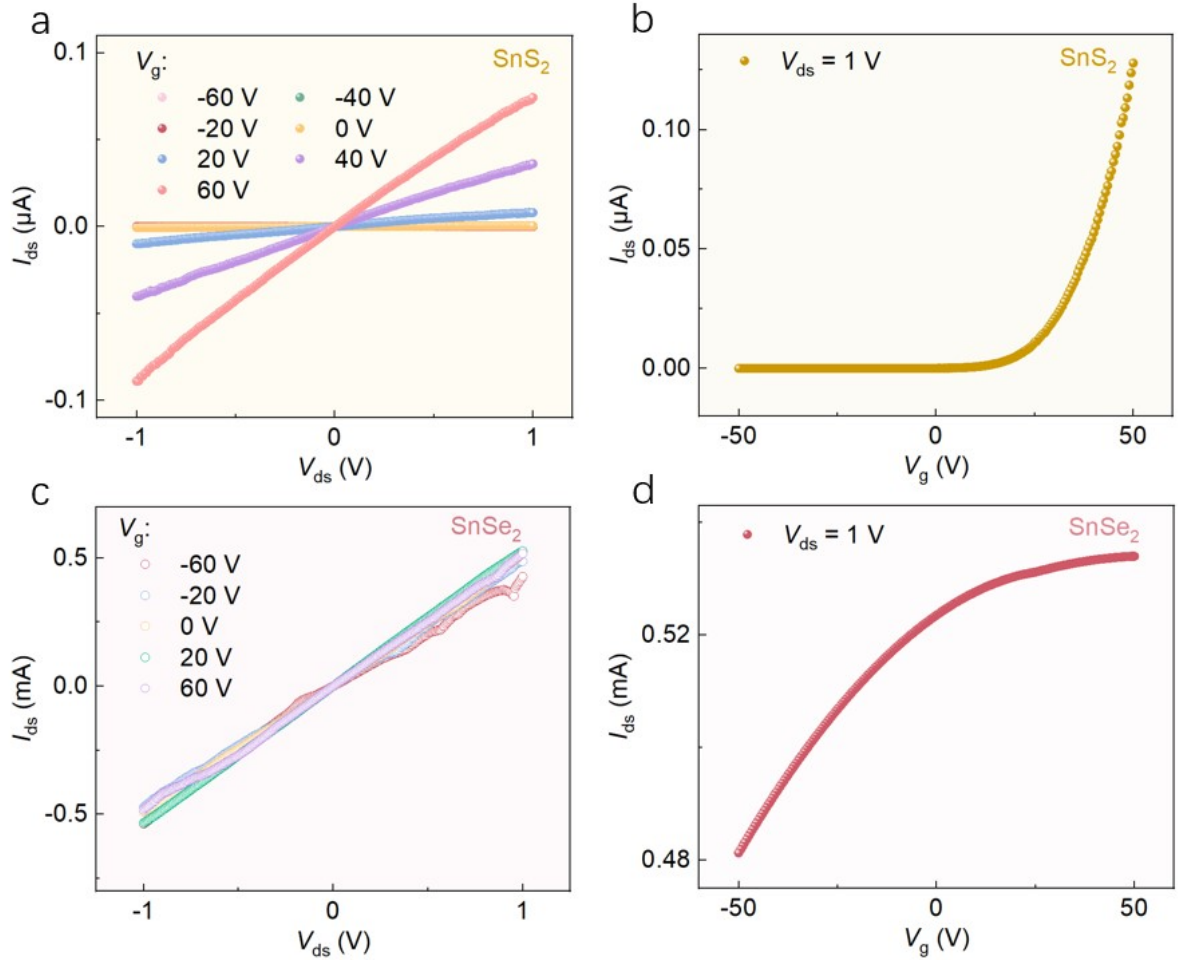 a
SnS2
Vg:
-60 V
-40 V
-20 V
0 V
20 V
40 V
60 V
0.1
0.0
-0.1
Ids (μA)
-1
0
1
Vds (V)
b
Vds = 1 V
SnS2
0.10
0.05
0.00
Ids (μA)
-50
0
50
Vg (V)
c
SnSe2
Vg:
-60 V
-20 V
0 V
20 V
60 V
0.5
0.0
-0.5
Ids (mA)
-1
0
1
Vds (V)
d
Vds = 1 V
SnSe2
0.52
0.48
Ids (mA)
-50
0
50
Vg (V)